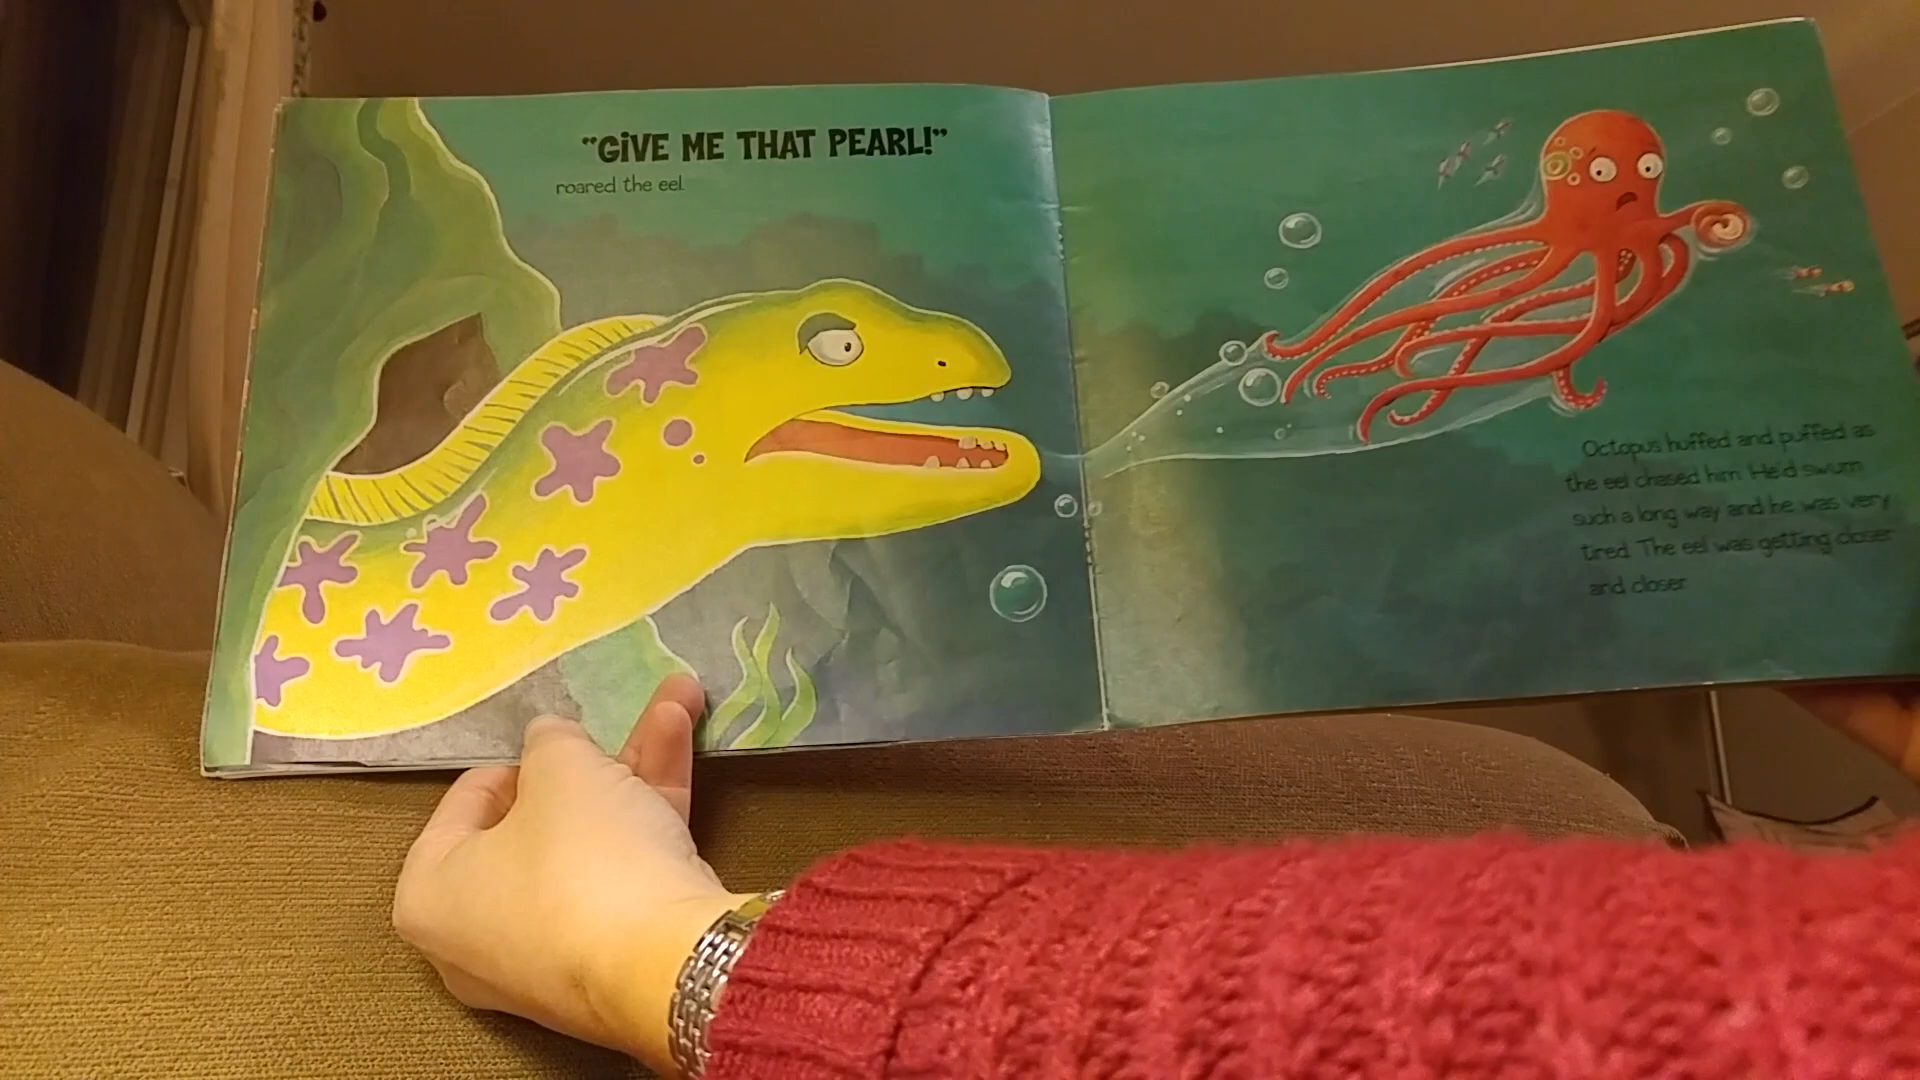 "GiVE ME THAT PEARL!"
roared the eel.
Octopus huffed and puffed as
the eel chased him. He'd swum
such a long way and he was very
tired. The eel was getting closer
and closer.